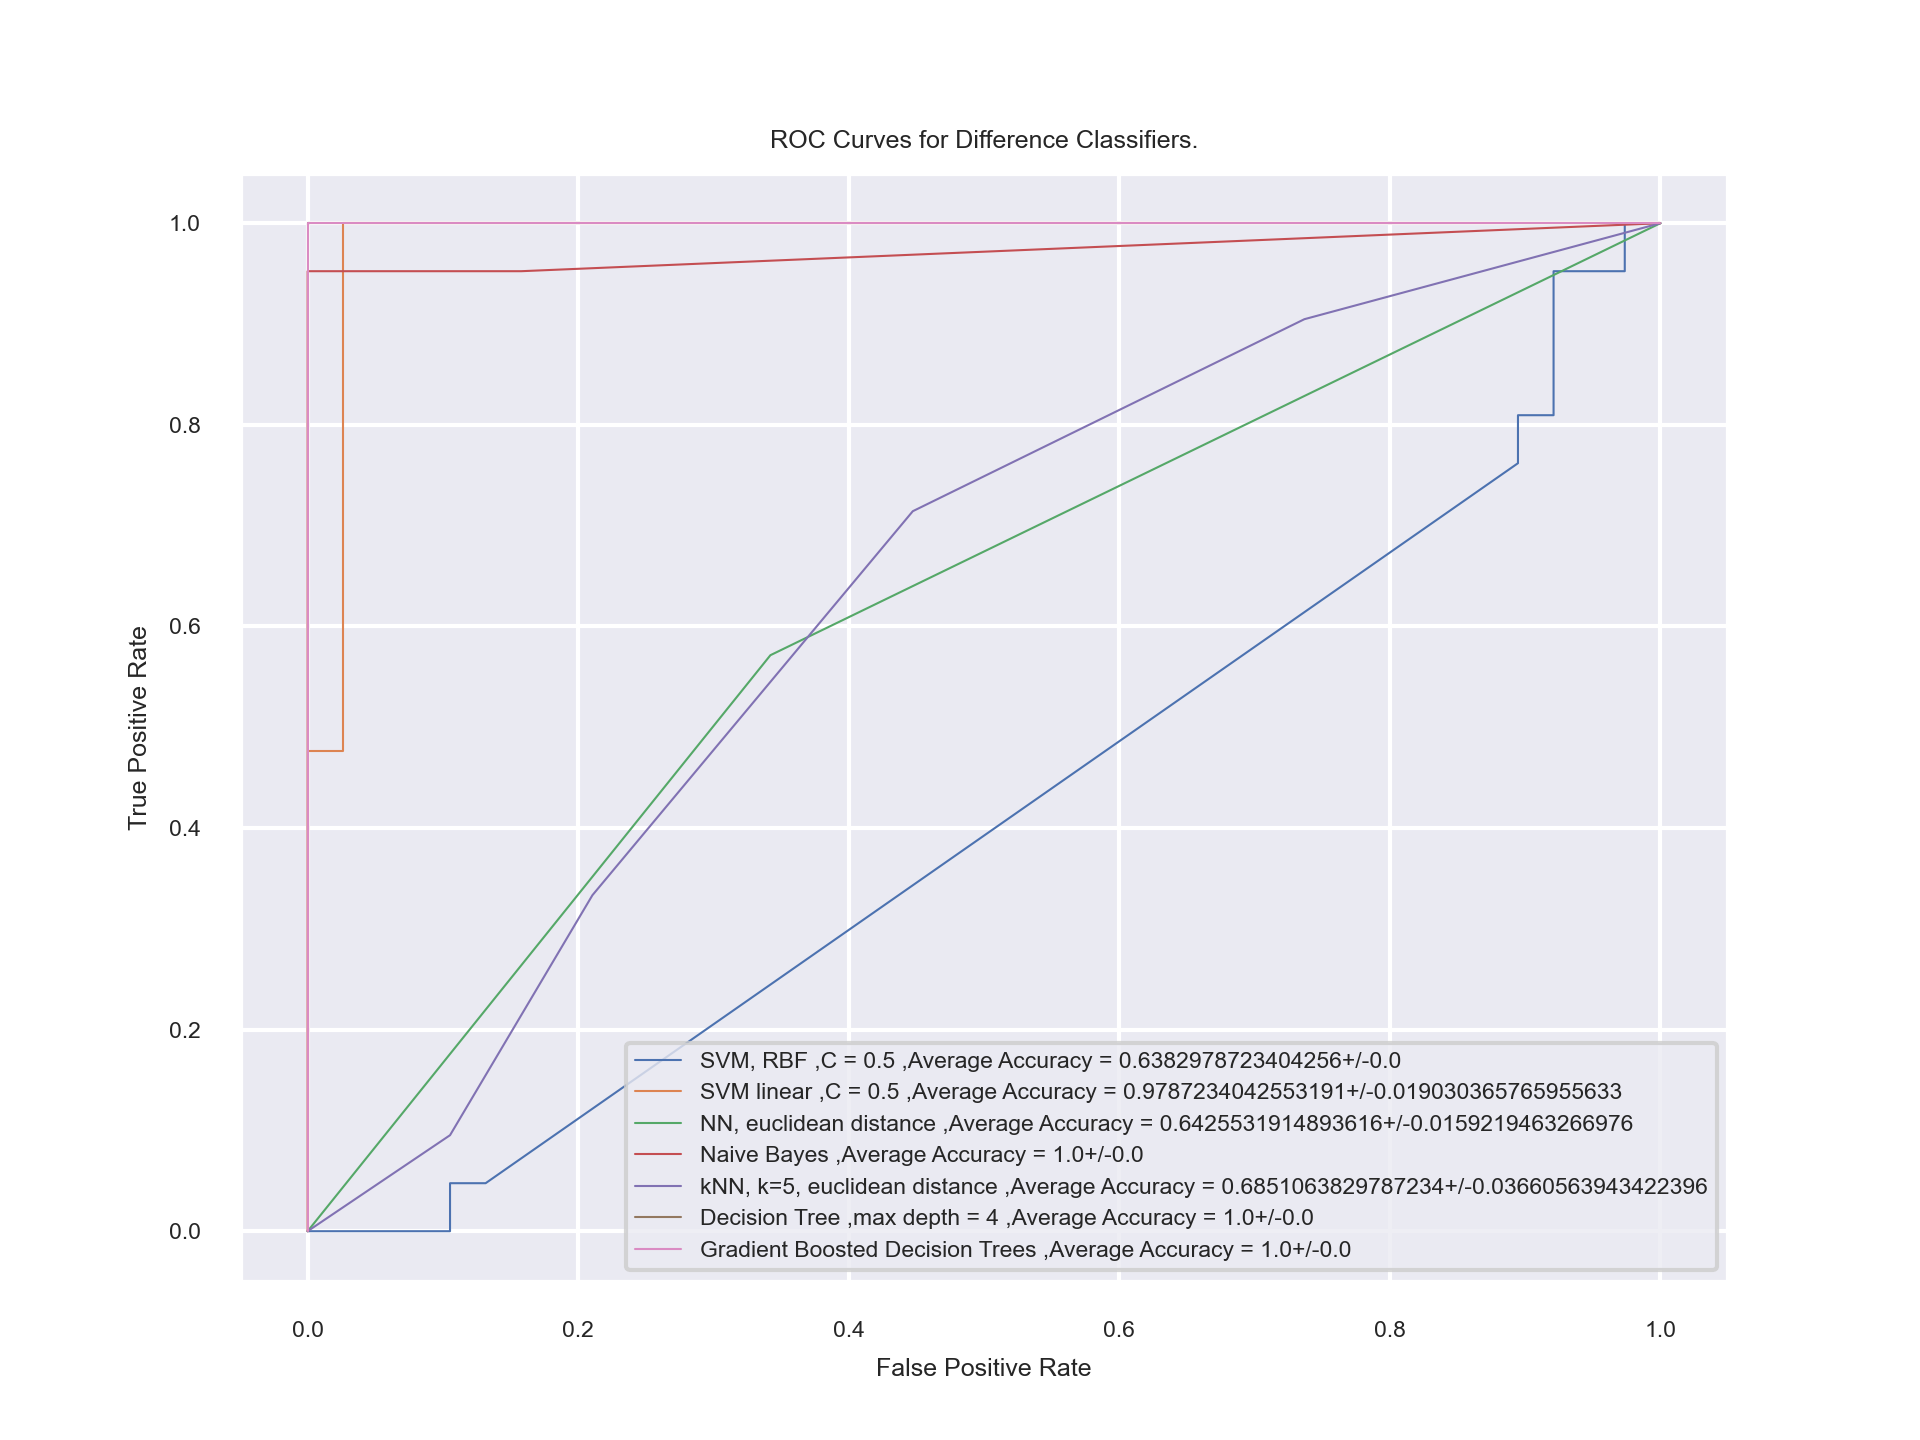 ROC Curves for Difference Classifiers.
1.0
0.8
0.6
0.4
0.2
0.0
True Positive Rate
SVM, RBF ,C = 0.5 ,Average Accuracy = 0.6382978723404256+/-0.0
SVM linear ,C = 0.5 ,Average Accuracy = 0.9787234042553191+/-0.019030365765955633
NN, euclidean distance ,Average Accuracy = 0.6425531914893616+/-0.0159219463266976
Naive Bayes ,Average Accuracy = 1.0+/-0.0
kNN, k=5, euclidean distance ,Average Accuracy = 0.6851063829787234+/-0.03660563943422396
Decision Tree ,max depth = 4 ,Average Accuracy = 1.0+/-0.0
Gradient Boosted Decision Trees ,Average Accuracy = 1.0+/-0.0
0.0 0.2 0.4 0.6 0.8 1.0
False Positive Rate